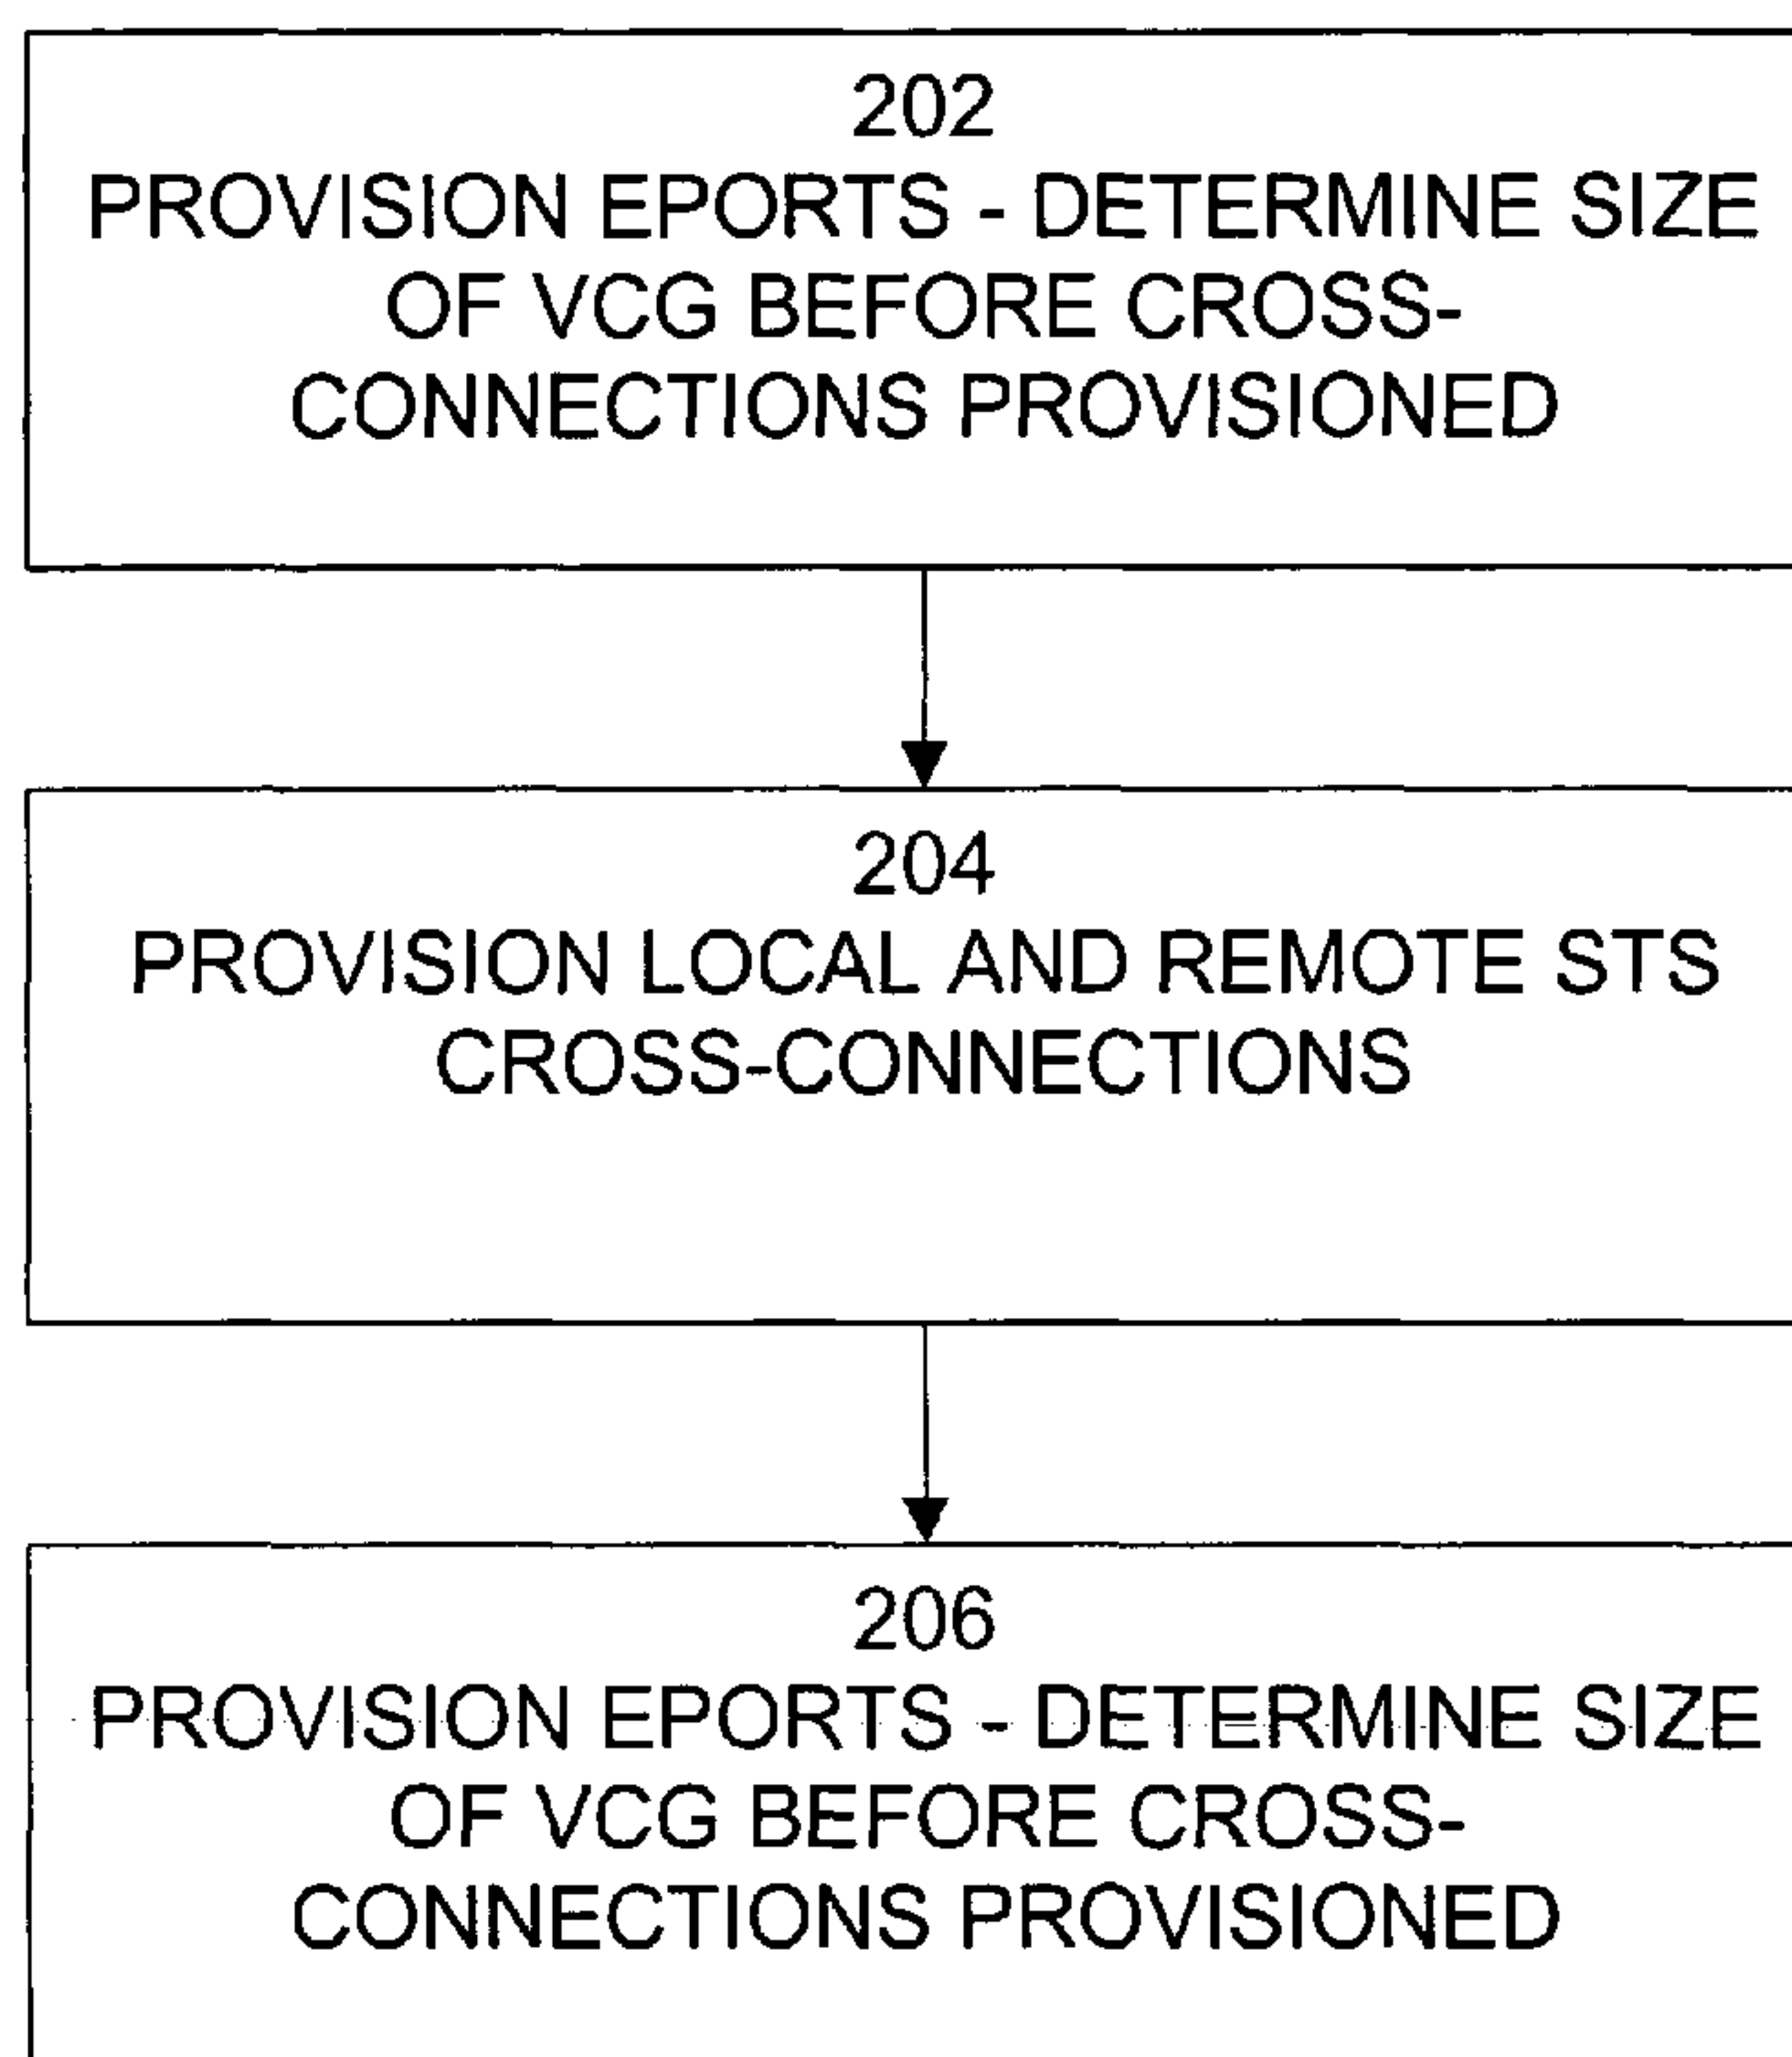 202
PROVISION EPORTS - DETERMINE SIZE
OF VCG BEFORE CROSS-
CONNECTIONS PROVISIONED
204
PROVISION LOCAL AND REMOTE STS
CROSS-CONNECTIONS
206
PROVISION EPORTS - DETERMINE SIZE
OF VCG BEFORE CROSS-
CONNECTIONS PROVISIONED